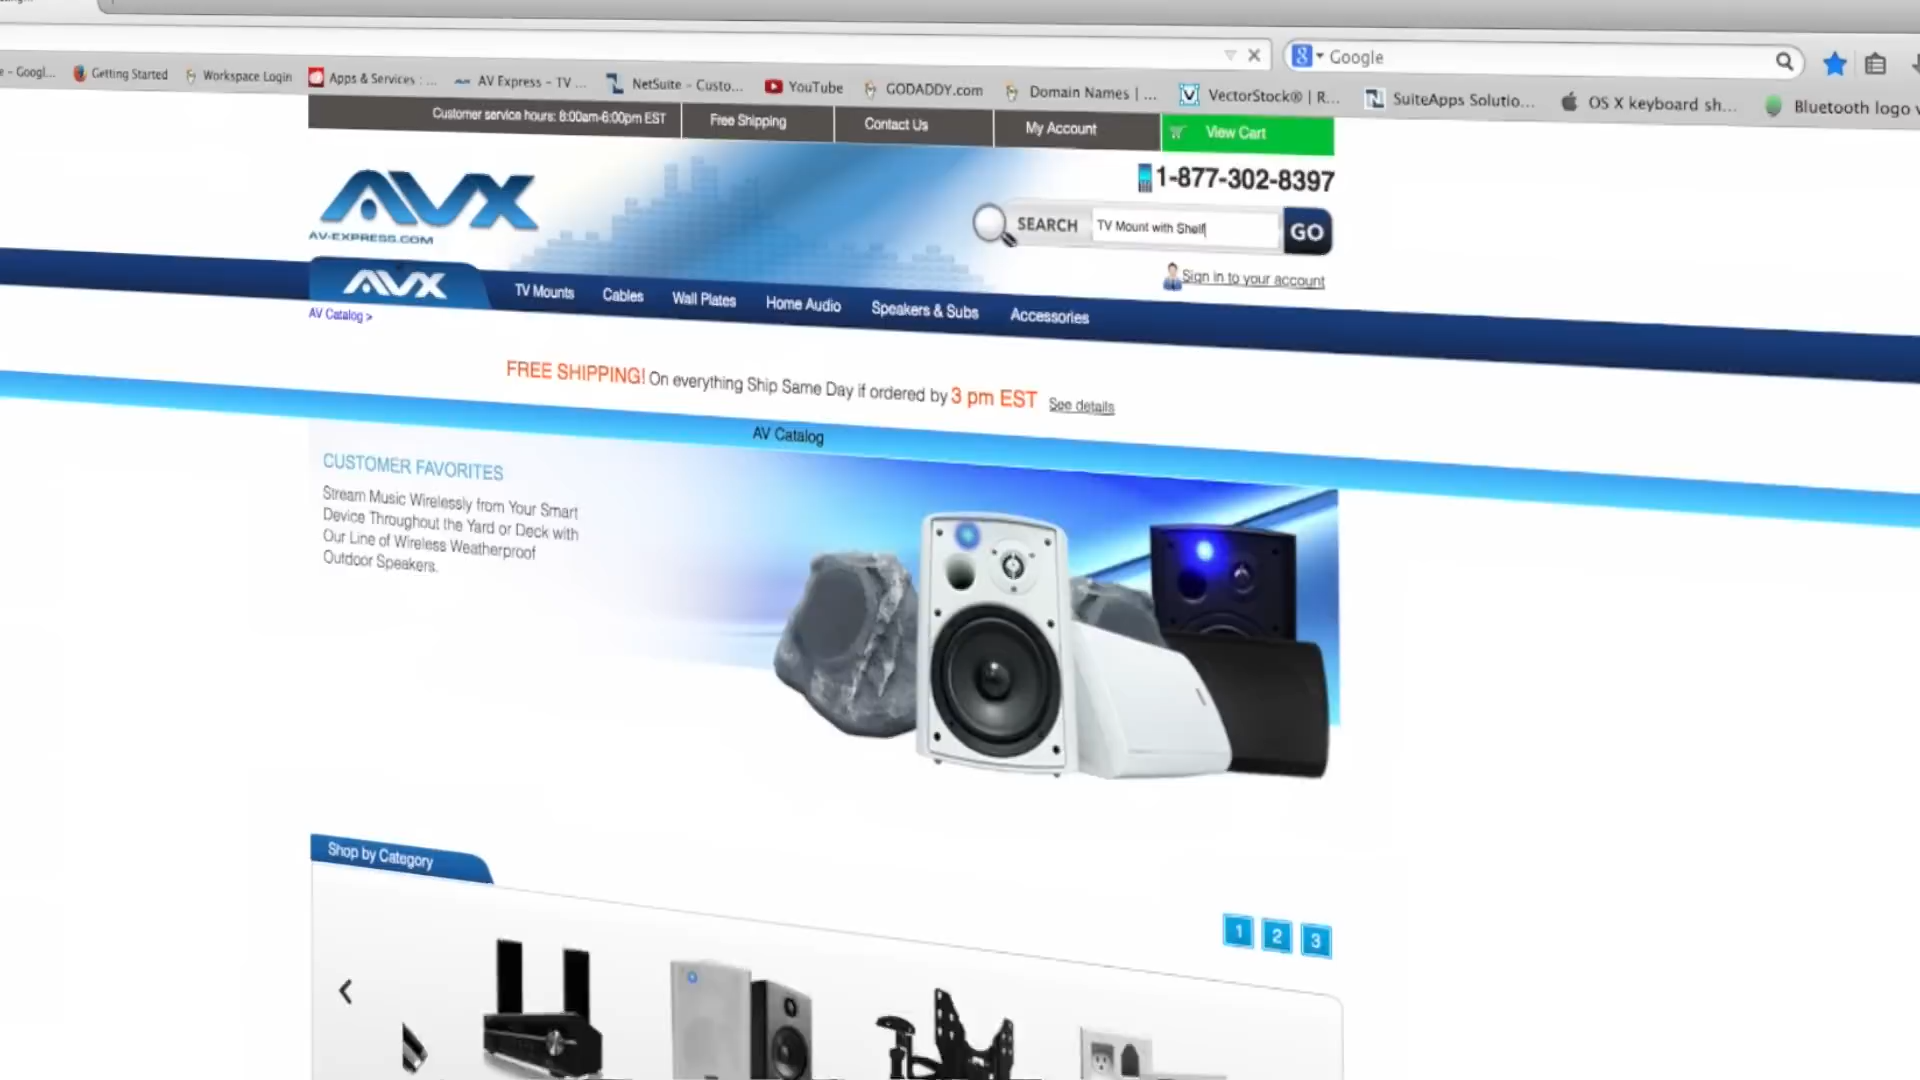 Google
e - Googl...
Getting Started
Workspace Login
Apps & Services : ...
AV Express - TV ...
NetSuite - Custo...
YouTube
GODADDY.com
Domain Names | ...
VectorStock® | R...
SuiteApps Solutio...
OS X keyboard sh...
Bluetooth logo v
Customer service hours: 8:00am-6:00pm EST
Free Shipping
Contact Us
My Account
View Cart
AVX
AV-EXPRESS.COM
1-877-302-8397
SEARCH
TV Mount with Shelf
GO
Sign in to your account
AVX
TV Mounts
Cables
Wall Plates
Home Audio
Speakers & Subs
Accessories
AV Catalog >
FREE SHIPPING! On everything Ship Same Day if ordered by 3 pm EST See details
AV Catalog
CUSTOMER FAVORITES
Stream Music Wirelessly from Your Smart
Device Throughout the Yard or Deck with
Our Line of Wireless Weatherproof
Outdoor Speakers.
Shop by Category
1 2 3